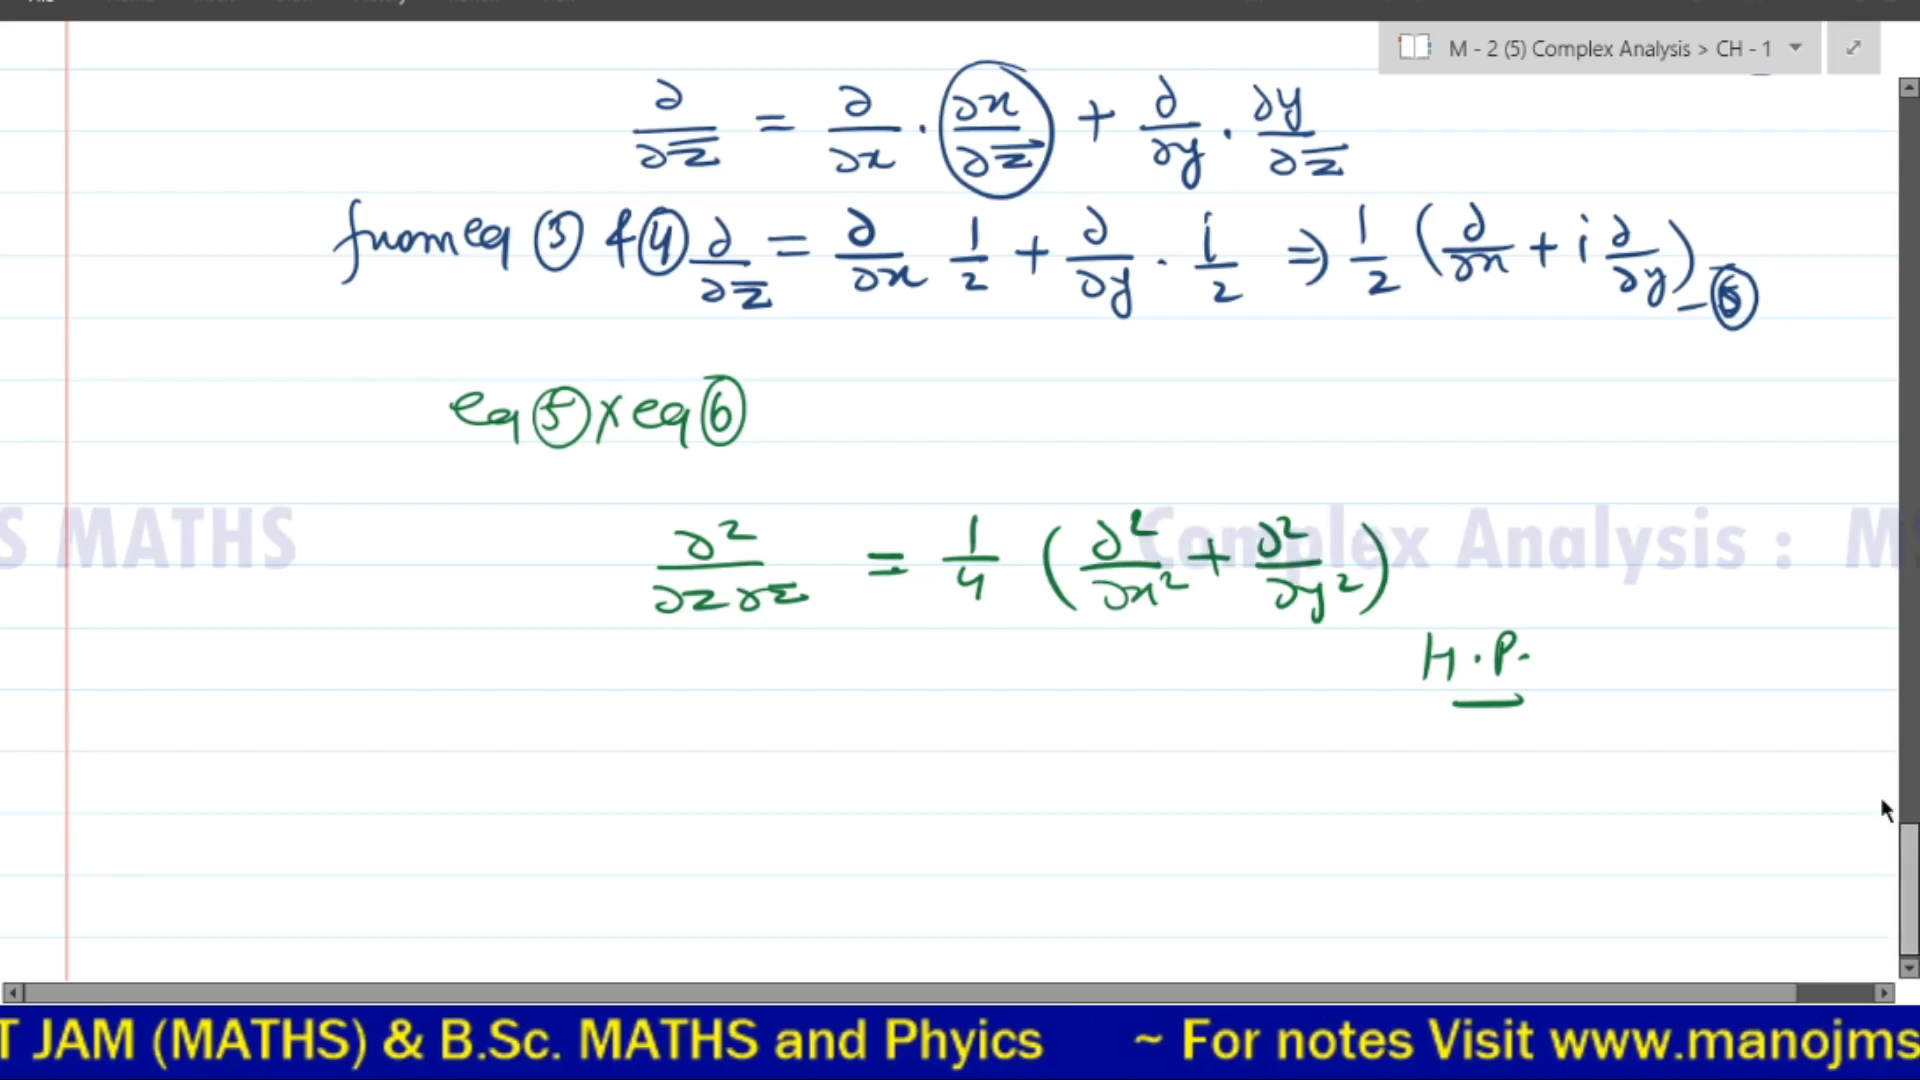 M - 2 (5) Complex Analysis > CH - 1
∂/∂z̄ = ∂/∂x · ∂x/∂z̄ + ∂/∂y · ∂y/∂z̄
from eq ③ & ④ ∂/∂z̄ = ∂/∂x 1/2 + ∂/∂y · i/2 ⇒ 1/2 (∂/∂x + i ∂/∂y) –
eq ⑤ × eq ⑥
S MATHS Complex Analysis : MS
∂²/∂z∂z̄ = 1/4 (∂²/∂x² + ∂²/∂y²)
H.P.
T JAM (MATHS) & B.Sc. MATHS and Phyics ~ For notes Visit www.manojms